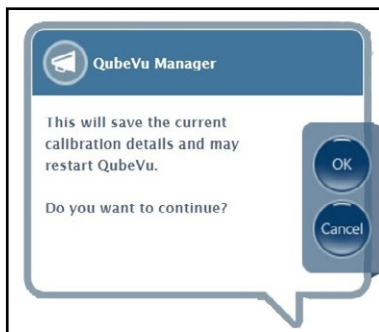 QubeVu Manager
This will save the current
calibration details and may
restart QubeVu.
Do you want to continue?
OK
Cancel